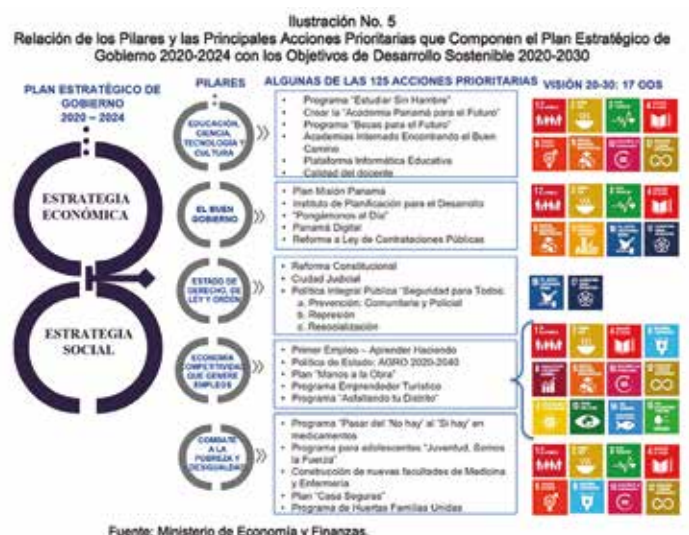 Ilustración No. 5
Relación de los Pilares y las Principales Acciones Prioritarias que Componen el Plan Estratégico de
Gobierno 2020-2024 con los Objetivos de Desarrollo Sostenible 2020-2030
PLAN ESTRATÉGICO DE
GOBIERNO
2020 – 2024
ESTRATEGIA
ECONÓMICA
ESTRATEGIA
SOCIAL
PILARES
EDUCACIÓN,
CIENCIA,
TECNOLOGÍA Y
CULTURA
EL BUEN
GOBIERNO
ESTADO DE
DERECHO, DE
LEY Y ORDEN
ECONOMÍA
COMPETITIVIDAD
QUE GENERE
EMPLEOS
COMBATE
A LA
POBREZA Y
DESIGUALDAD
ALGUNAS DE LAS 125 ACCIONES PRIORITARIAS
• Programa "Estudiar Sin Hambre"
• Crear la "Academia Panamá para el Futuro"
• Programa "Becas para el Futuro"
• Academias Internado Encontrando el Buen
Camino
• Plataforma Informática Educativa
• Calidad del docente
• Plan Misión Panamá
• Instituto de Planificación para el Desarrollo
• "Pongámonos al Día"
• Panamá Digital
• Reforma a Ley de Contrataciones Públicas
• Reforma Constitucional
• Ciudad Judicial
• Política Integral Pública "Seguridad para Todos:
a. Prevención: Comunitaria y Policial
b. Represión
c. Resocialización
• Primer Empleo – Aprender Haciendo
• Política de Estado: AGRO 2020-2040
• Plan "Manos a la Obra"
• Programa Emprendedor Turístico
• Programa "Asfaltando tu Distrito"
• Programa "Pasar del 'No hay' al 'Si hay' en
medicamentos
• Programa para adolescentes "Juventud, Somos
la Fuerza"
• Construcción de nuevas facultades de Medicina
y Enfermería
• Plan "Casa Seguras"
• Programa de Huertas Familias Unidas
VISIÓN 20-30: 17 ODS
Fuente: Ministerio de Economía y Finanzas.